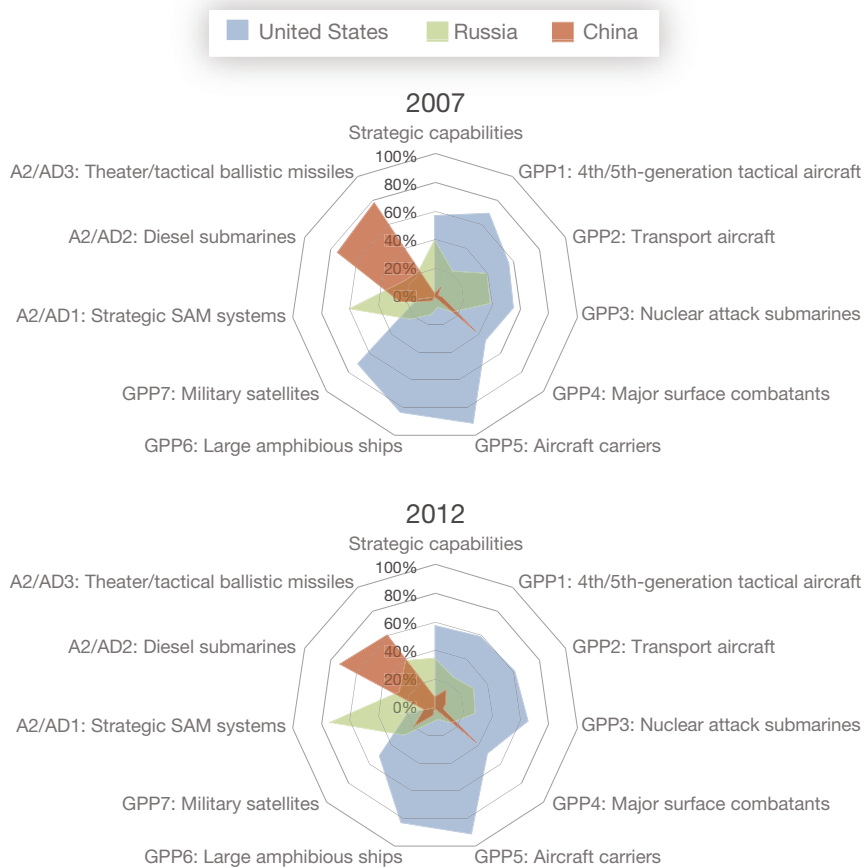 United States Russia China
2007
Strategic capabilities
100%
A2/AD3: Theater/tactical ballistic missiles GPP1: 4th/5th-generation tactical aircraft
80%
60%
A2/AD2: Diesel submarines GPP2: Transport aircraft
40%
20%
0%
A2/AD1: Strategic SAM systems GPP3: Nuclear attack submarines
GPP7: Military satellites GPP4: Major surface combatants
GPP6: Large amphibious ships GPP5: Aircraft carriers
2012
Strategic capabilities
100%
A2/AD3: Theater/tactical ballistic missiles GPP1: 4th/5th-generation tactical aircraft
80%
60%
A2/AD2: Diesel submarines GPP2: Transport aircraft
40%
20%
0%
A2/AD1: Strategic SAM systems GPP3: Nuclear attack submarines
GPP7: Military satellites GPP4: Major surface combatants
GPP6: Large amphibious ships GPP5: Aircraft carriers